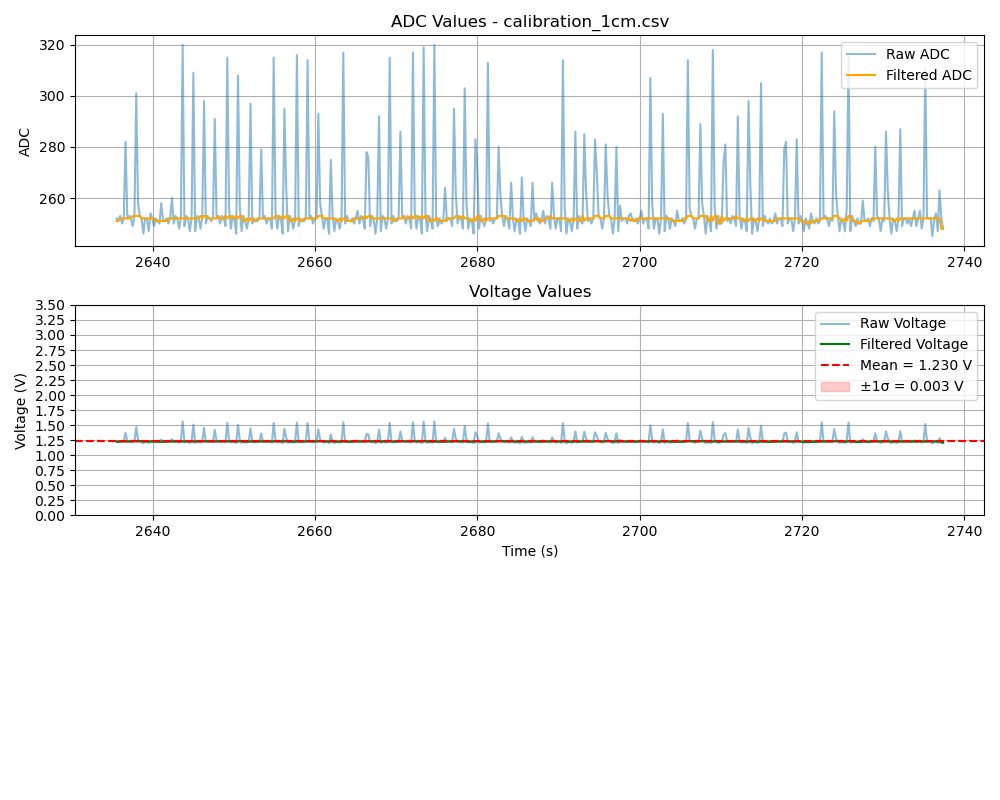 ADC Values - calibration_1cm.csv
320
300
280
260
ADC
Raw ADC
Filtered ADC
2640 2660 2680 2700 2720 2740
Voltage Values
3.50
3.25
3.00
2.75
2.50
2.25
2.00
1.75
1.50
1.25
1.00
0.75
0.50
0.25
0.00
Voltage (V)
Raw Voltage
Filtered Voltage
Mean = 1.230 V
±1σ = 0.003 V
2640 2660 2680 2700 2720 2740
Time (s)